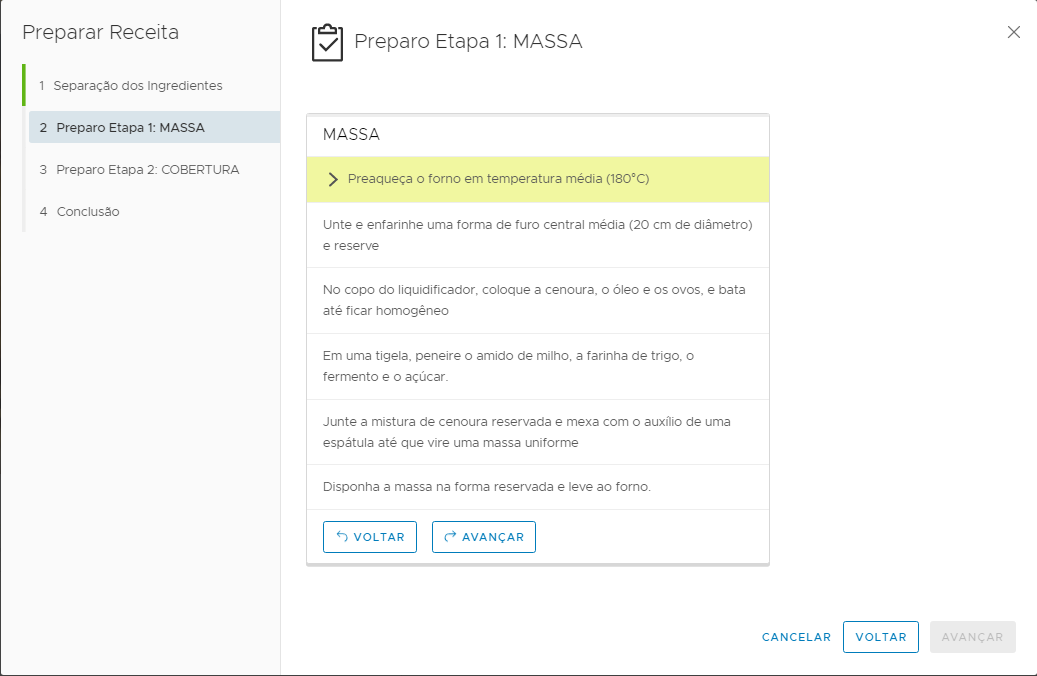 Preparar Receita
1 Separação dos Ingredientes
2 Preparo Etapa 1: MASSA
3 Preparo Etapa 2: COBERTURA
4 Conclusão
Preparo Etapa 1: MASSA
MASSA
Preaqueça o forno em temperatura média (180°C)
Unte e enfarinhe uma forma de furo central média (20 cm de diâmetro)
e reserve
No copo do liquidificador, coloque a cenoura, o óleo e os ovos, e bata
até ficar homogêneo
Em uma tigela, peneire o amido de milho, a farinha de trigo, o
fermento e o açúcar.
Junte a mistura de cenoura reservada e mexa com o auxílio de uma
espátula até que vire uma massa uniforme
Disponha a massa na forma reservada e leve ao forno.
VOLTAR AVANÇAR
CANCELAR VOLTAR AVANÇAR